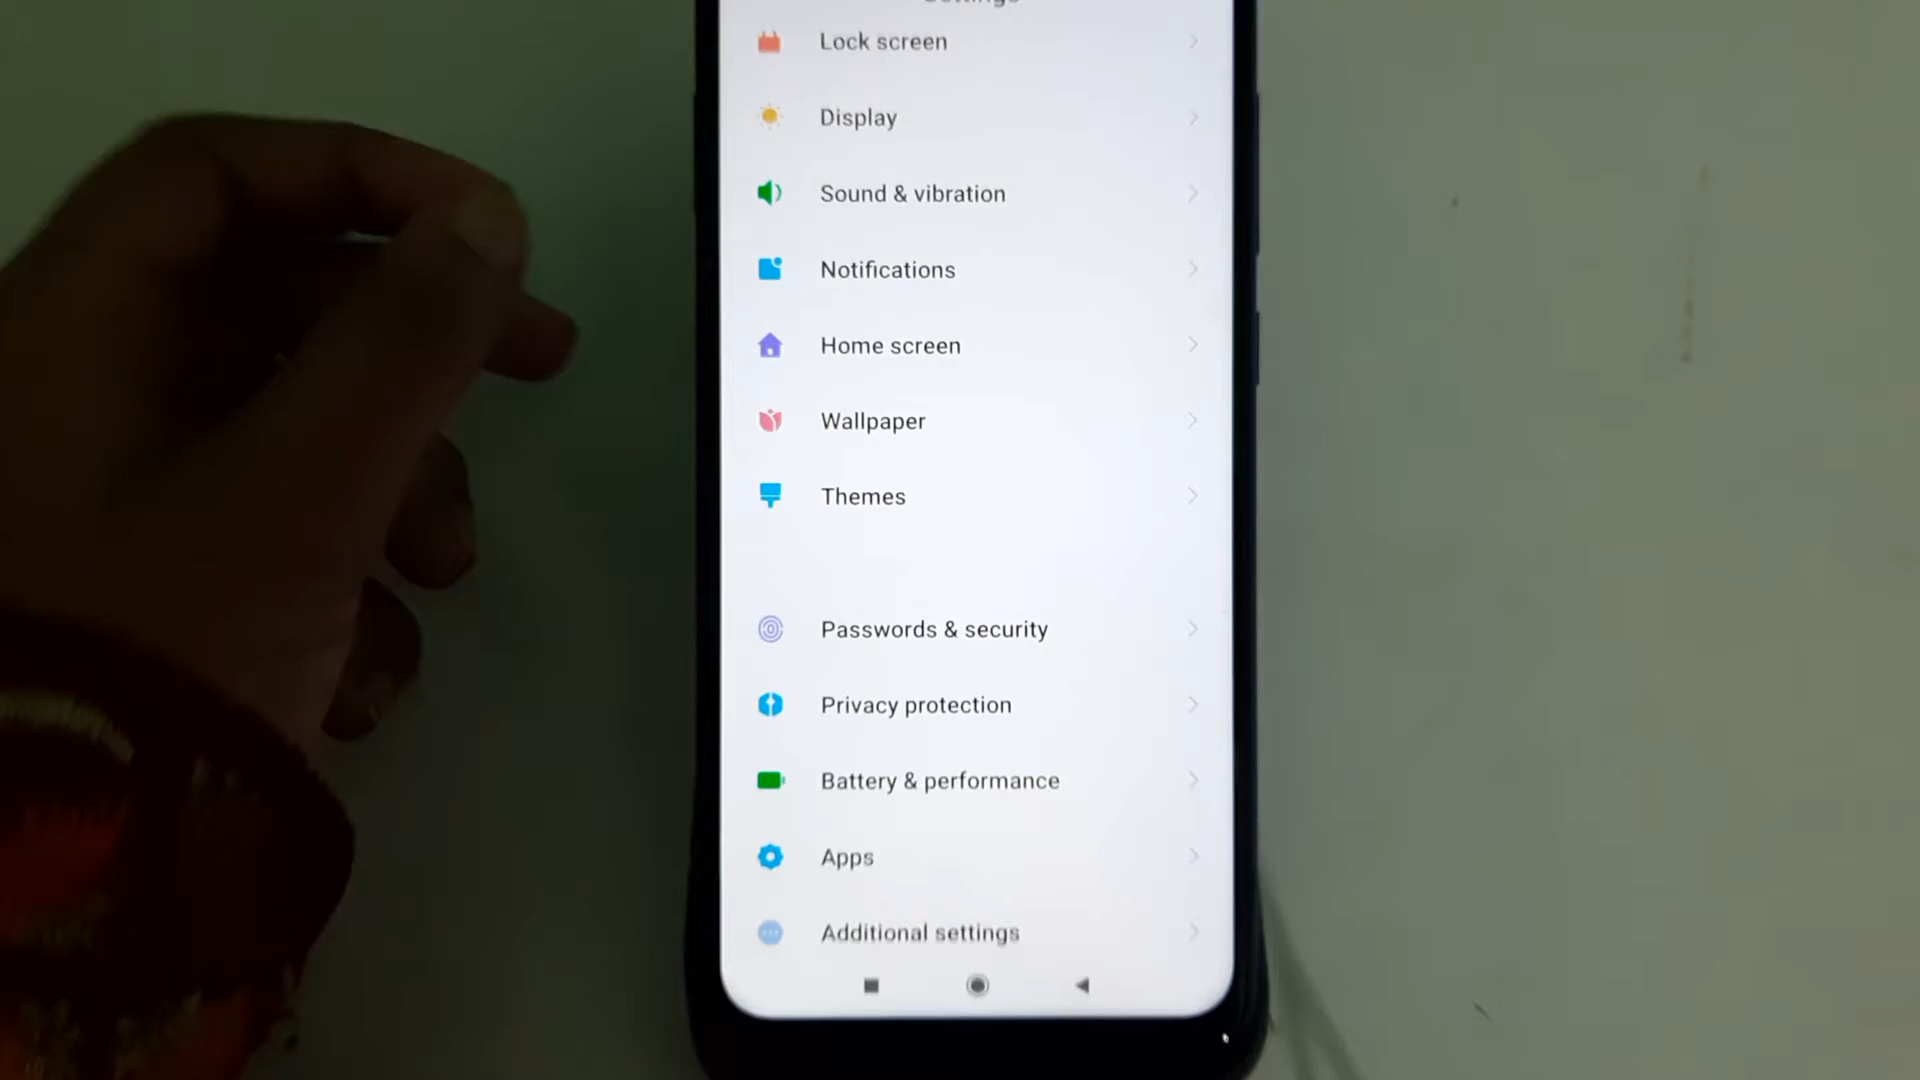 Settings
Lock screen
Display
Sound & vibration
Notifications
Home screen
Wallpaper
Themes
Passwords & security
Privacy protection
Battery & performance
Apps
Additional settings